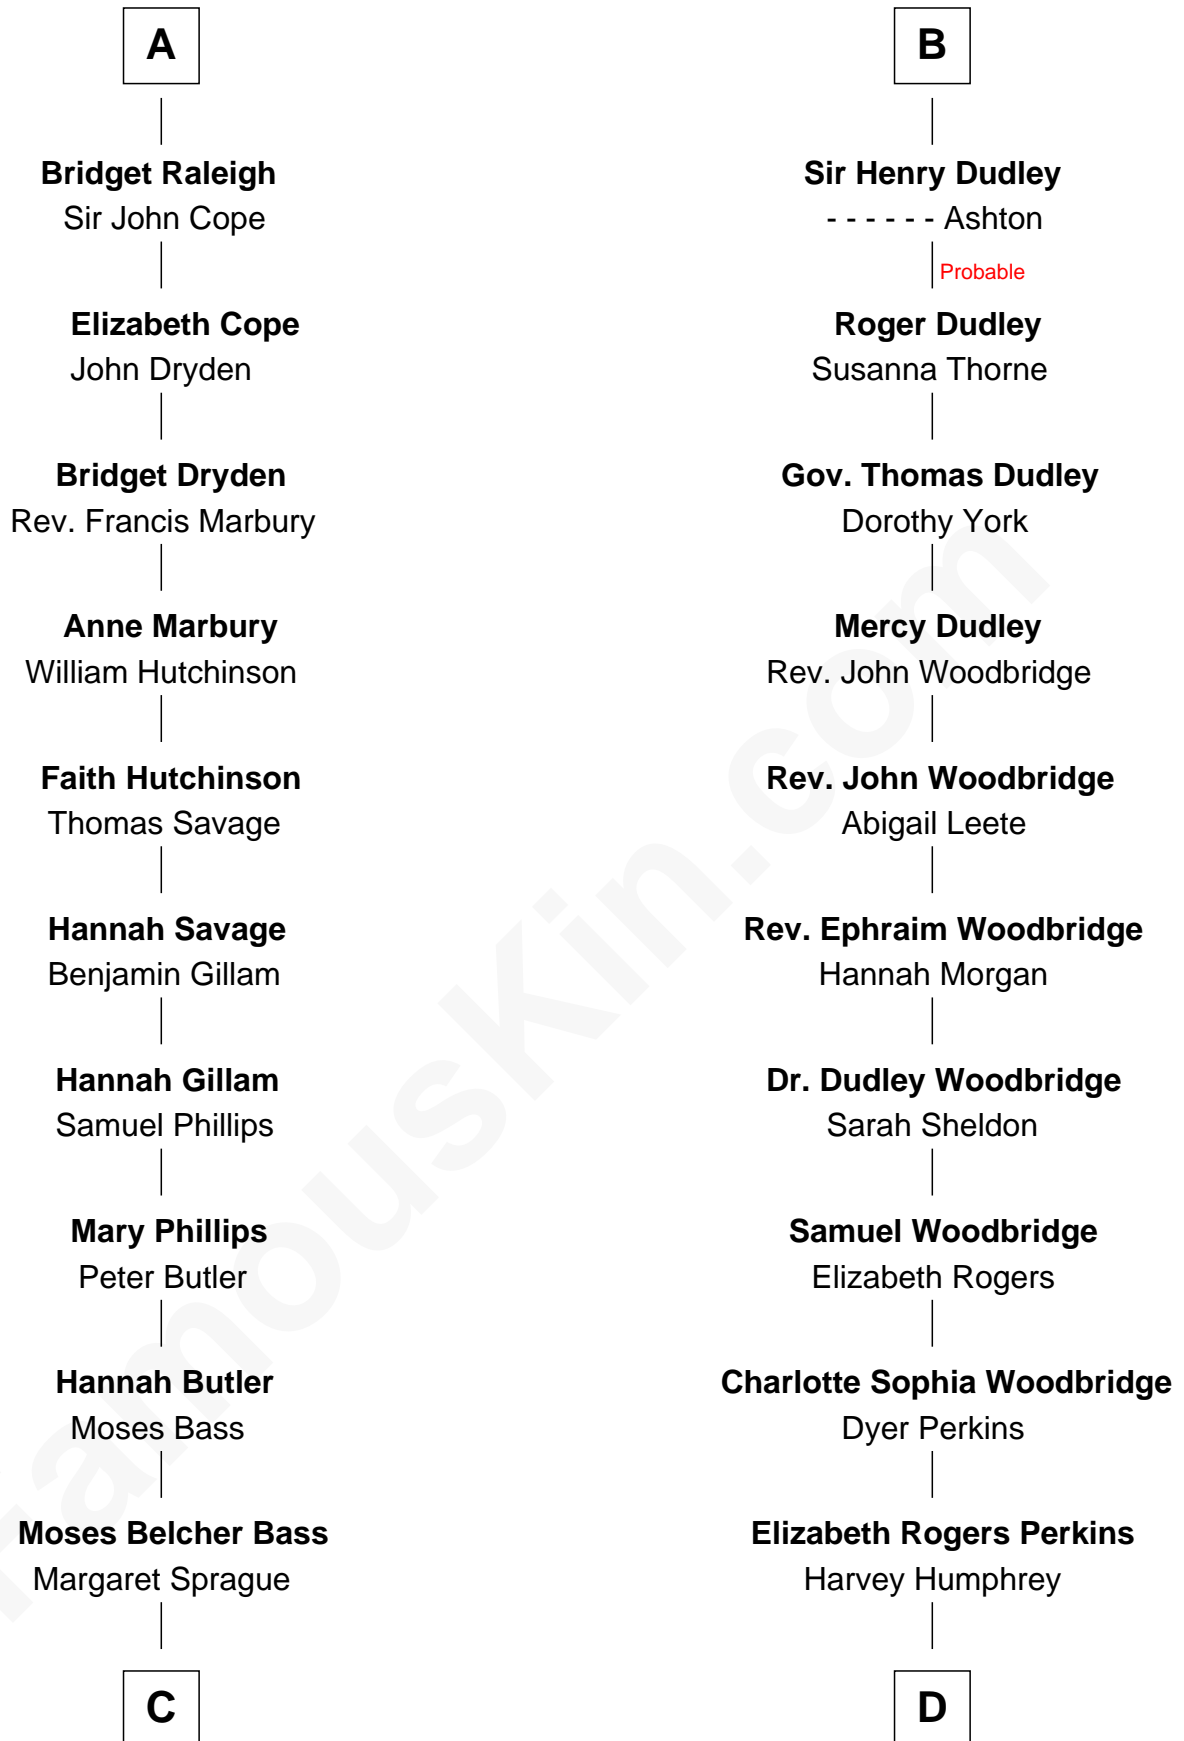 A
Bridget Raleigh
Sir John Cope
Elizabeth Cope
John Dryden
Bridget Dryden
Rev. Francis Marbury
Anne Marbury
William Hutchinson
Faith Hutchinson
Thomas Savage
Hannah Savage
Benjamin Gillam
Hannah Gillam
Samuel Phillips
Mary Phillips
Peter Butler
Hannah Butler
Moses Bass
Moses Belcher Bass
Margaret Sprague
C
B
Sir Henry Dudley
- - - - - - Ashton
Probable
Roger Dudley
Susanna Thorne
Gov. Thomas Dudley
Dorothy York
Mercy Dudley
Rev. John Woodbridge
Rev. John Woodbridge
Abigail Leete
Rev. Ephraim Woodbridge
Hannah Morgan
Dr. Dudley Woodbridge
Sarah Sheldon
Samuel Woodbridge
Elizabeth Rogers
Charlotte Sophia Woodbridge
Dyer Perkins
Elizabeth Rogers Perkins
Harvey Humphrey
D
FamousKin.com